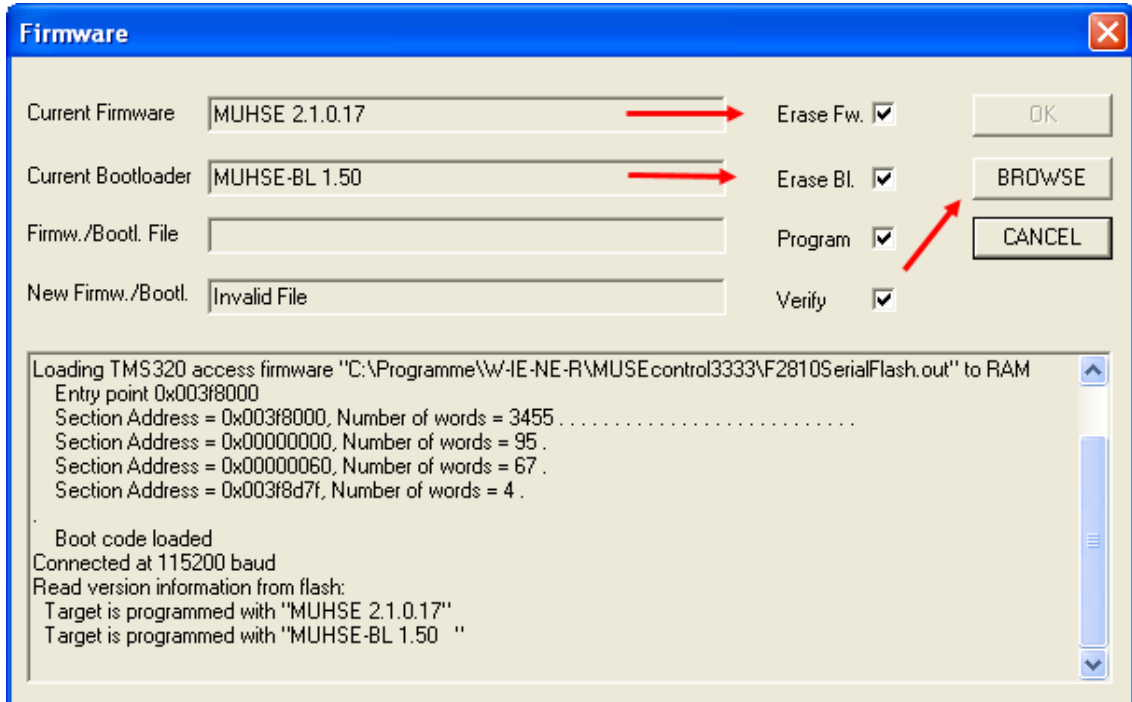 Firmware
Current Firmware MUHSE 2.1.0.17 Erase Fw. OK
Current Bootloader MUHSE-BL 1.50 Erase Bl. BROWSE
Firmw./Bootl. File Program CANCEL
New Firmw./Bootl. Invalid File Verify
Loading TMS320 access firmware "C:\Programme\W-IE-NE-R\MUSEcontrol3333\F2810SerialFlash.out" to RAM
Entry point 0x003f8000
Section Address = 0x003f8000, Number of words = 3455 . . . . . . . . . . . . . . . . . . . . . . . . . . .
Section Address = 0x00000000, Number of words = 95 .
Section Address = 0x00000060, Number of words = 67 .
Section Address = 0x003f8d7f, Number of words = 4 .
.
Boot code loaded
Connected at 115200 baud
Read version information from flash:
Target is programmed with "MUHSE 2.1.0.17"
Target is programmed with "MUHSE-BL 1.50   "